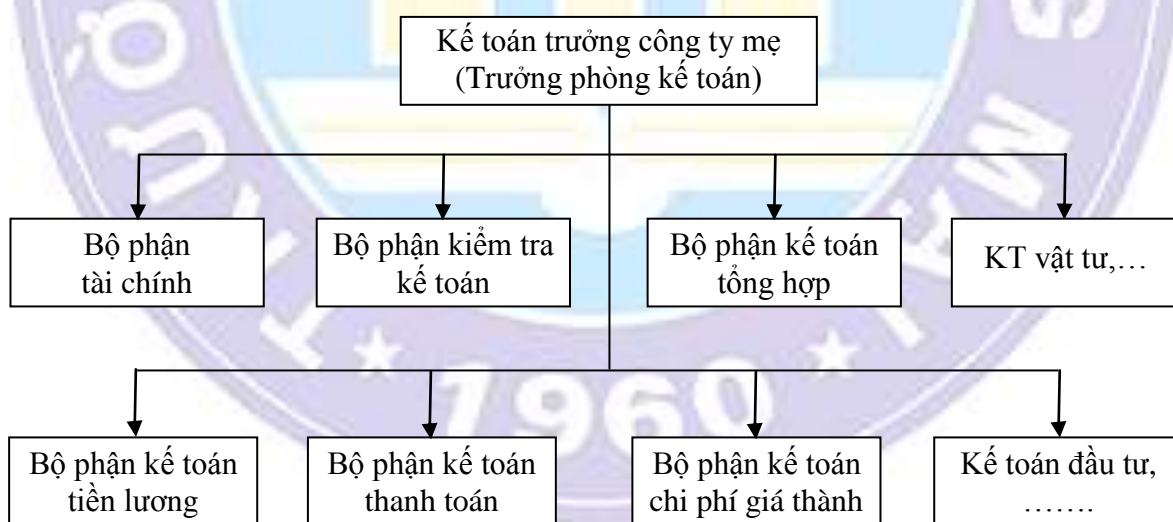 Kế toán trưởng công ty mẹ
(Trưởng phòng kế toán)
Bộ phận
tài chính
Bộ phận kiểm tra
kế toán
Bộ phận kế toán
tổng hợp
KT vật tư,…
Bộ phận kế toán
tiền lương
Bộ phận kế toán
thanh toán
Bộ phận kế toán
chi phí giá thành
Kế toán đầu tư,
…….
1960